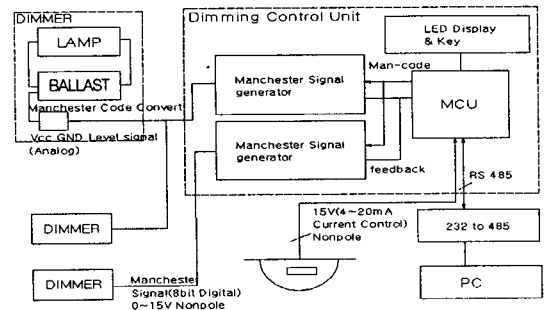 DIMMER
LAMP
BALLAST
Manchester Code Convert
Vcc GND Level signal
(Analog)
Dimming Control Unit
LED Display
& Key
Manchester Signal
generator
Man-code
MCU
Manchester Signal
generator
feedback
RS 485
DIMMER
15V(4~20mA
Current Control)
Nonpole
232 to 485
DIMMER
Manchester
Signal(8bit Digital)
0~15V Nonpole
PC